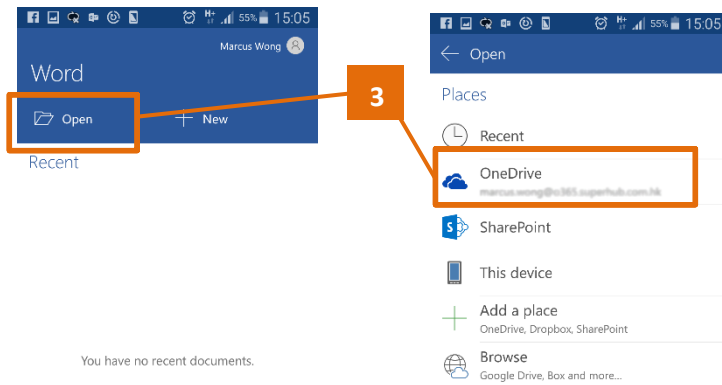 55% 15:05
Marcus Wong
Word
Open
New
Recent
You have no recent documents.
3
55% 15:05
Open
Places
Recent
OneDrive
marcus.wong@o365.superhub.com.hk
SharePoint
This device
Add a place
OneDrive, Dropbox, SharePoint
Browse
Google Drive, Box and more...